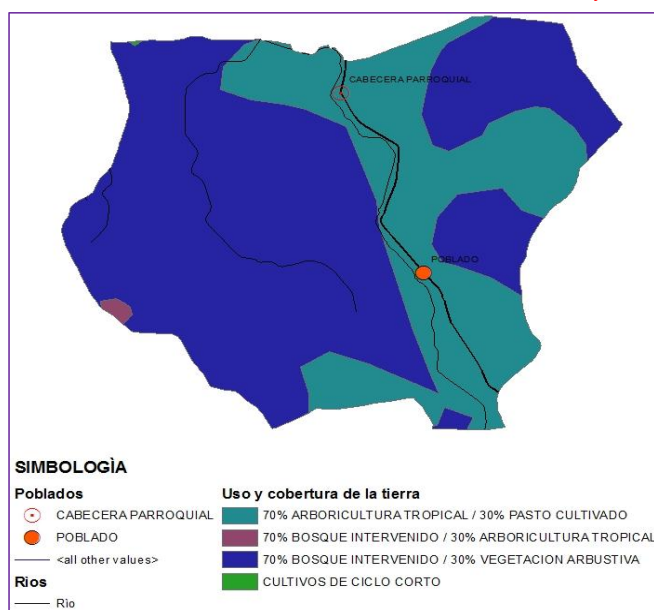 CABECERA PARROQUIAL
POBLADO
SIMBOLOGÌA
Poblados
CABECERA PARROQUIAL
POBLADO
<all other values>
Rios
Rìo
Uso y cobertura de la tierra
70% ARBORICULTURA TROPICAL / 30% PASTO CULTIVADO
70% BOSQUE INTERVENIDO / 30% ARBORICULTURA TROPICAL
70% BOSQUE INTERVENIDO / 30% VEGETACION ARBUSTIVA
CULTIVOS DE CICLO CORTO